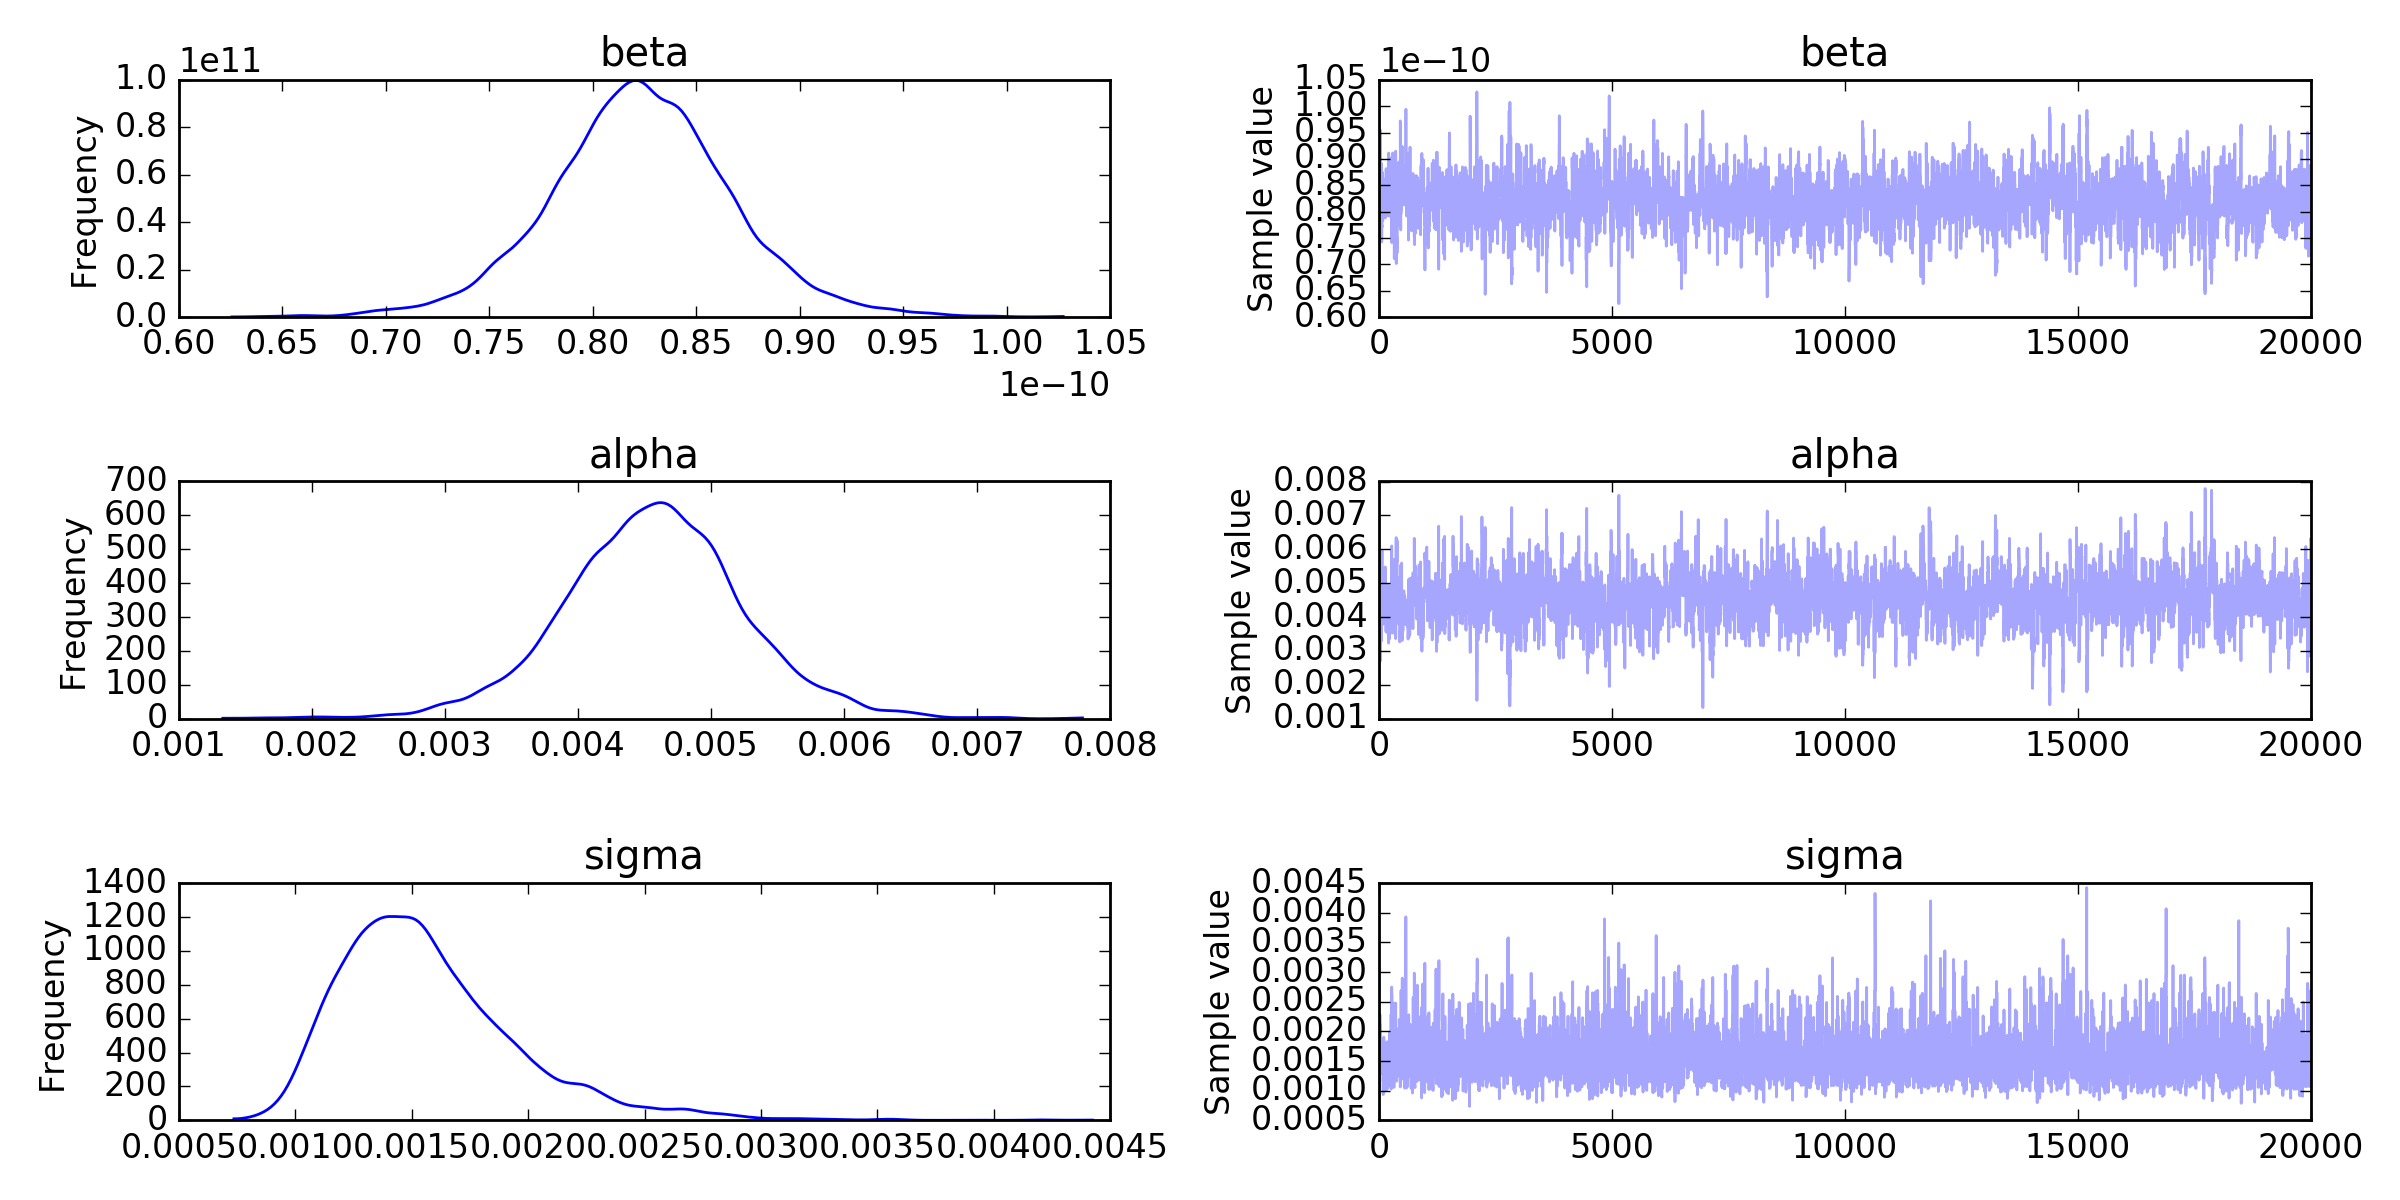 beta
1e11
Frequency
1.0
0.8
0.6
0.4
0.2
0.0
0.60 0.65 0.70 0.75 0.80 0.85 0.90 0.95 1.00 1.05
1e−10
beta
1e−10
Sample value
1.05
1.00
0.95
0.90
0.85
0.80
0.75
0.70
0.65
0.60
0 5000 10000 15000 20000
alpha
Frequency
700
600
500
400
300
200
100
0
0.001 0.002 0.003 0.004 0.005 0.006 0.007 0.008
alpha
Sample value
0.008
0.007
0.006
0.005
0.004
0.003
0.002
0.001
0 5000 10000 15000 20000
sigma
Frequency
1400
1200
1000
800
600
400
200
0
0.0005 0.0010 0.0015 0.0020 0.0025 0.0030 0.0035 0.0040 0.0045
sigma
Sample value
0.0045
0.0040
0.0035
0.0030
0.0025
0.0020
0.0015
0.0010
0.0005
0 5000 10000 15000 20000